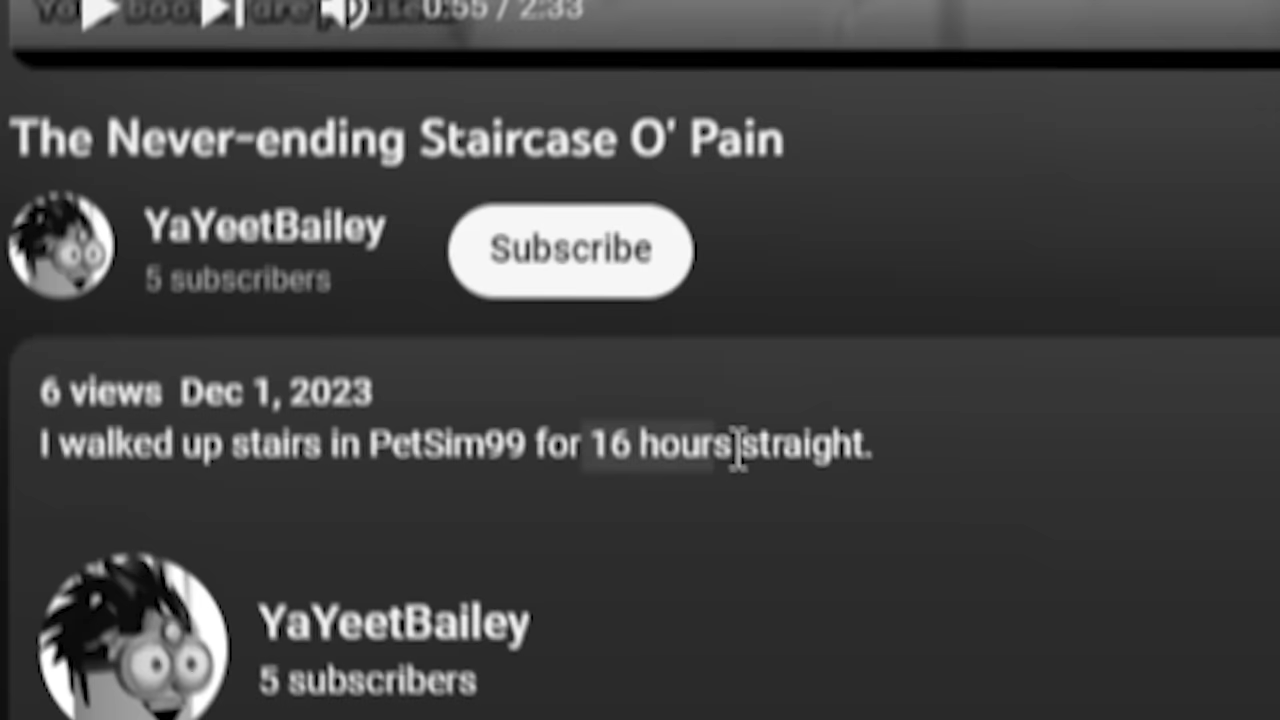 0:55 / 2:33
The Never-ending Staircase O' Pain
YaYeetBailey
5 subscribers
Subscribe
6 views Dec 1, 2023
I walked up stairs in PetSim99 for 16 hours straight.
YaYeetBailey
5 subscribers